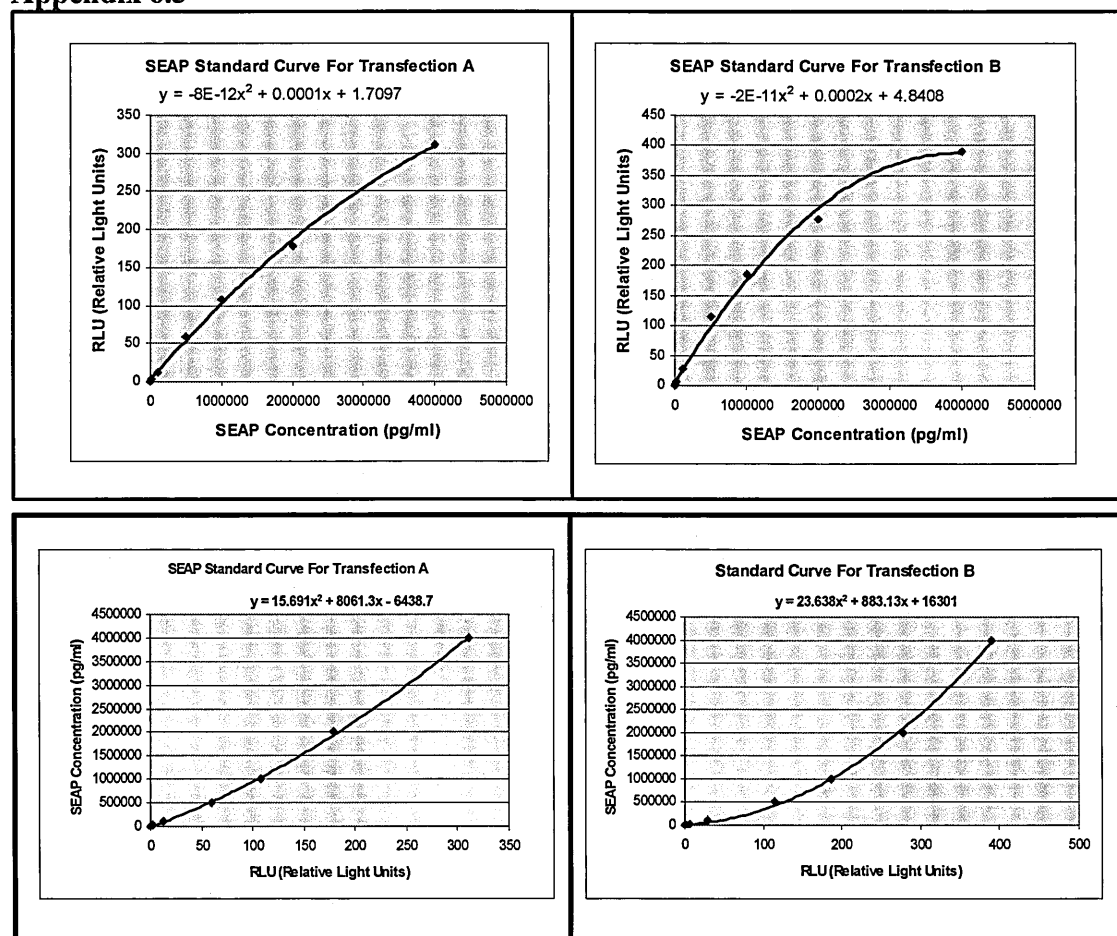 Appendix
SEAP Standard Curve For Transfection A
y = -8E-12x² + 0.0001x + 1.7097
RLU (Relative Light Units)
350
300
250
200
150
100
50
0
0 1000000 2000000 3000000 4000000 5000000
SEAP Concentration (pg/ml)
SEAP Standard Curve For Transfection B
y = -2E-11x² + 0.0002x + 4.8408
RLU (Relative Light Units)
450
400
350
300
250
200
150
100
50
0
0 1000000 2000000 3000000 4000000 5000000
SEAP Concentration (pg/ml)
SEAP Standard Curve For Transfection A
y = 15.691x² + 8061.3x - 6438.7
SEAP Concentration (pg/ml)
4500000
4000000
3500000
3000000
2500000
2000000
1500000
1000000
500000
0
0 50 100 150 200 250 300 350
RLU (Relative Light Units)
Standard Curve For Transfection B
y = 23.638x² + 883.13x + 16301
SEAP Concentration (pg/ml)
4500000
4000000
3500000
3000000
2500000
2000000
1500000
1000000
500000
0
0 100 200 300 400 500
RLU (Relative Light Units)